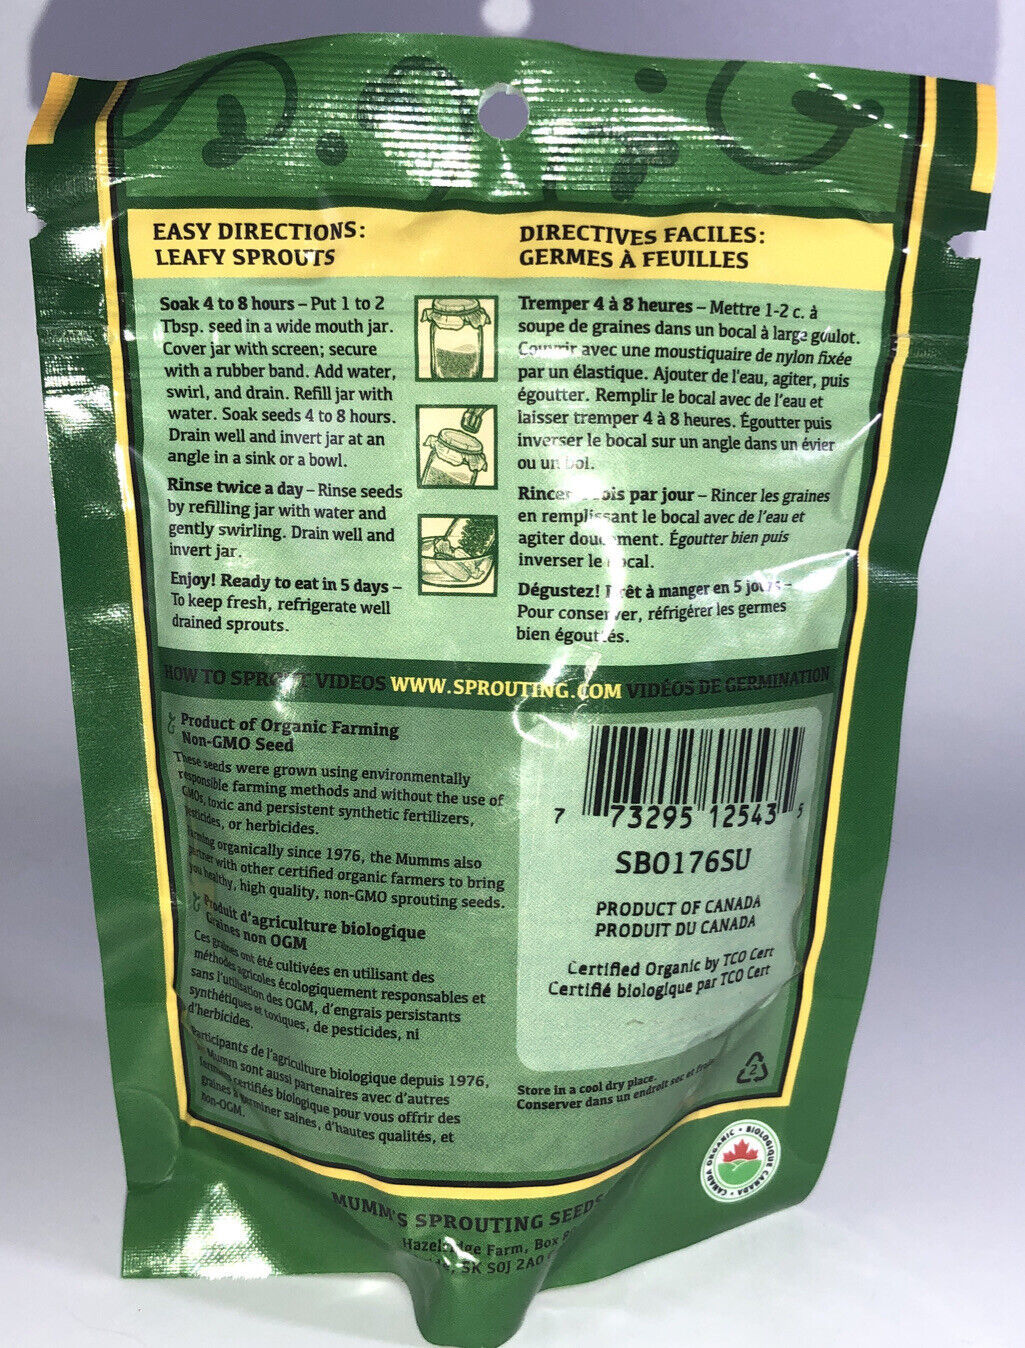 EASY DIRECTIONS:
LEAFY SPROUTS
Soak 4 to 8 hours – Put 1 to 2
Tbsp. seed in a wide mouth jar.
Cover jar with screen; secure
with a rubber band. Add water,
swirl, and drain. Refill jar with
water. Soak seeds 4 to 8 hours.
Drain well and invert jar at an
angle in a sink or a bowl.
Rinse twice a day – Rinse seeds
by refilling jar with water and
gently swirling. Drain well and
invert jar.
Enjoy! Ready to eat in 5 days –
To keep fresh, refrigerate well
drained sprouts.
DIRECTIVES FACILES:
GERMES À FEUILLES
Tremper 4 à 8 heures – Mettre 1-2 c. à
soupe de graines dans un bocal à large goulot.
Couvrir avec une moustiquaire de nylon fixée
par un élastique. Ajouter de l'eau, agiter, puis
égoutter. Remplir le bocal avec de l'eau et
laisser tremper 4 à 8 heures. Égoutter puis
inverser le bocal sur un angle dans un évier
ou un bol.
Rincer par jour – Rincer les graines
en remplissant le bocal avec de l'eau et
agiter doucement. Égoutter bien puis
inverser le bocal.
Dégustez! Prêt à manger en 5 jours –
Pour conserver, réfrigérer les germes
bien égouttés.
HOW TO SPROUT VIDEOS WWW.SPROUTING.COM VIDÉOS DE GERMINATION
Product of Organic Farming
Non-GMO Seed
These seeds were grown using environmentally
responsible farming methods and without the use of
GMOs, toxic and persistent synthetic fertilizers,
pesticides, or herbicides.
Farming organically since 1976, the Mumms also
partner with other certified organic farmers to bring
you healthy, high quality, non-GMO sprouting seeds.
Produit d'agriculture biologique
Graines non OGM
Ces graines ont été cultivées en utilisant des
méthodes agricoles écologiquement responsables et
sans l'utilisation des OGM, d'engrais persistants
synthétiques et toxiques, de pesticides, ni
d'herbicides.
Participants de l'agriculture biologique depuis 1976,
Mumm sont aussi partenaires avec d'autres
fermiers certifiés biologique pour vous offrir des
graines à germiner saines, d'hautes qualités, et
non-OGM.
7 73295 12543 5
SBO176SU
PRODUCT OF CANADA
PRODUIT DU CANADA
Certified Organic by TCO Cert
Certifié biologique par TCO Cert
Store in a cool dry place.
Conserver dans un endroit sec et frais
2
CANADA ORGANIC • BIOLOGIQUE CANADA
MUMM'S SPROUTING SEEDS
Farm, Box
SK S0J 2A0